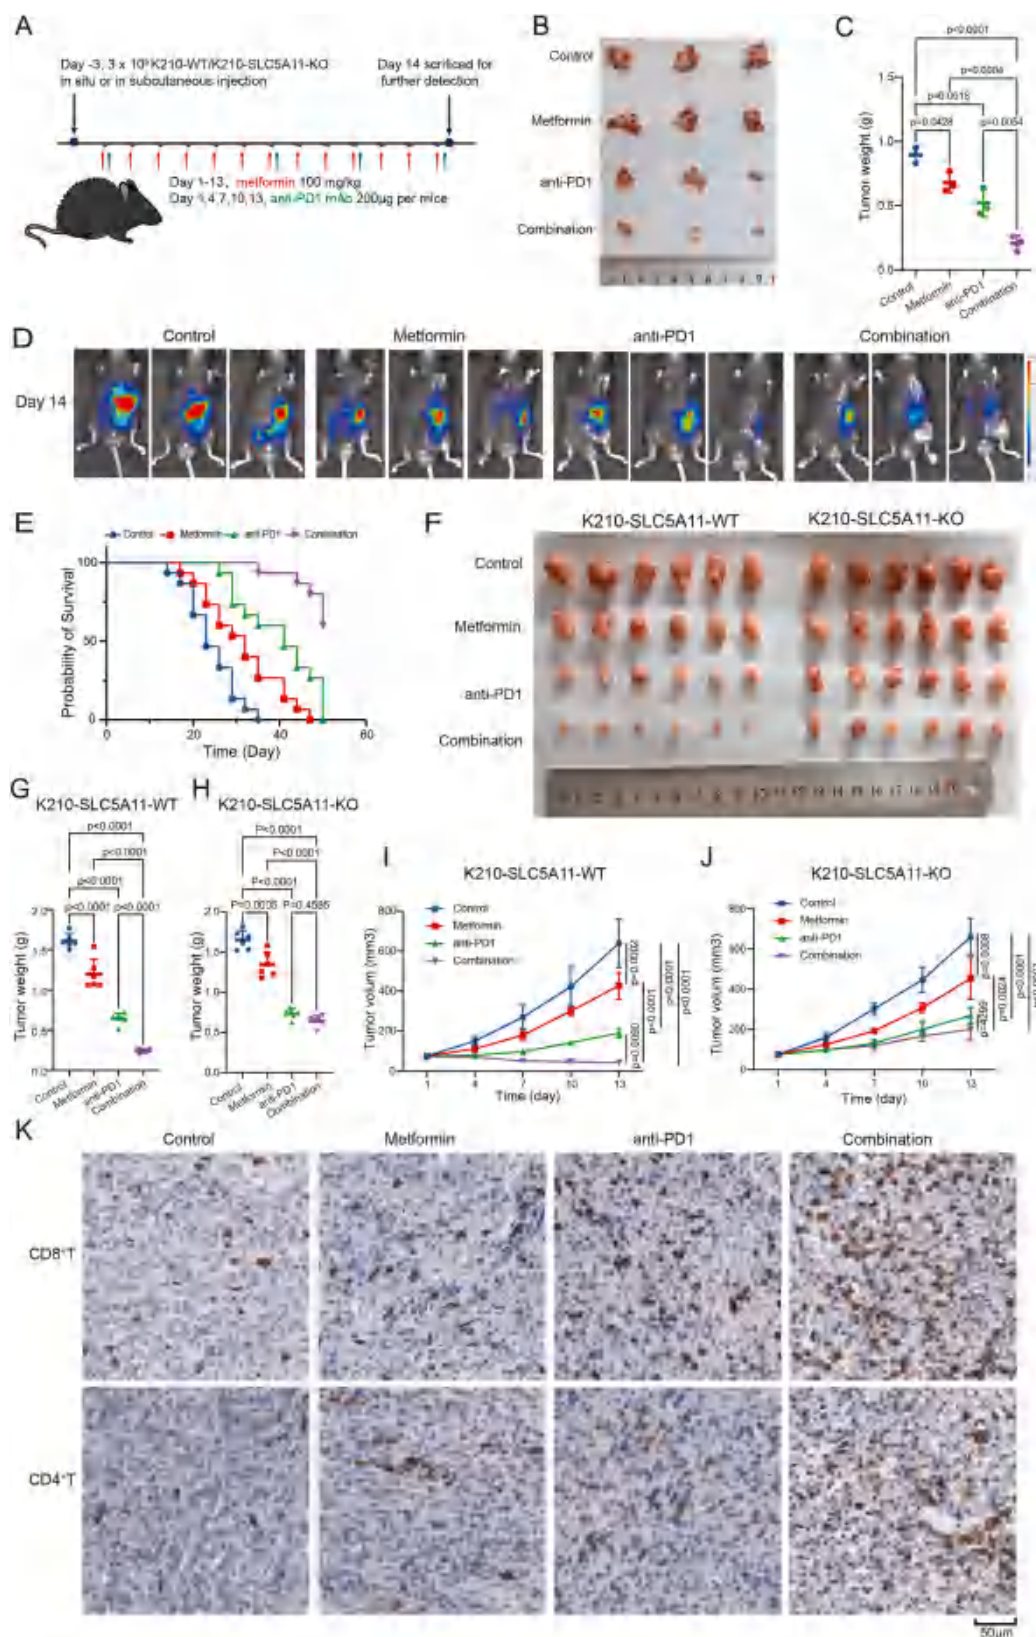 A
Day -3, 3 x 10⁵ K210-WT/K210-SLC5A11-KO
in situ or in subcutaneous injection
Day 14 scrificed for
further detection
Day 1-13, metformin 100 mg/kg
Day 1,4 7,10,13, anti-PD1 mAb 200μg per mice
B
Control
Metformin
anti-PD1
Combination
C
p<0.0001
p=0.0054
Tumor weight (g)
1.5
1.0
0.5
0.0
Control
Metformin
anti-PD1
Combination
D
Control
Metformin
anti-PD1
Combination
Day 14
E
Control
Metformin
anti-PD1
Combination
Probability of Survival
100
50
0
0
20
40
60
Time (Day)
F
K210-SLC5A11-WT
K210-SLC5A11-KO
Control
Metformin
anti-PD1
Combination
G
K210-SLC5A11-WT
p<0.0001
p<0.0001
p<0.0001
p<0.0001
p<0.0001
Tumor weight (g)
2.0
1.5
1.0
0.5
0.0
Control
Metformin
anti-PD1
Combination
H
K210-SLC5A11-KO
P<0.0001
P<0.0001
P<0.0001
Tumor weight (g)
2.0
1.5
1.0
0.5
0.0
Control
Metformin
anti-PD1
Combination
I
K210-SLC5A11-WT
Control
Metformin
anti-PD1
Combination
Tumor volum (mm3)
800
600
400
200
0
1
4
7
10
13
Time (day)
p=0.0002
p<0.0001
p<0.0001
p<0.0001
J
K210-SLC5A11-KO
Control
Metformin
anti-PD1
Combination
Tumor volum (mm3)
800
600
400
200
0
1
4
7
10
13
Time (day)
p=0.0024
p<0.0001
K
Control
Metformin
anti-PD1
Combination
CD8⁺T
CD4⁺T
50μm